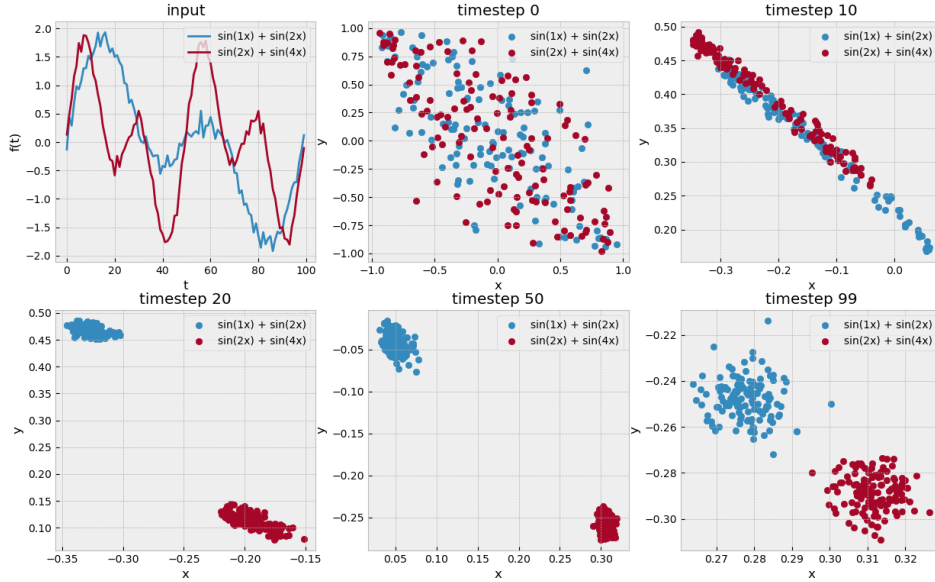 input
sin(1x) + sin(2x)
sin(2x) + sin(4x)
2.0
1.5
1.0
0.5
0.0
−0.5
−1.0
−1.5
−2.0
f(t)
0 20 40 60 80 100
t
timestep 0
sin(1x) + sin(2x)
sin(2x) + sin(4x)
1.00
0.75
0.50
0.25
0.00
−0.25
−0.50
−0.75
−1.00
y
−1.0 −0.5 0.0 0.5 1.0
x
timestep 10
sin(1x) + sin(2x)
sin(2x) + sin(4x)
0.50
0.45
0.40
0.35
0.30
0.25
0.20
y
−0.3 −0.2 −0.1 0.0
x
timestep 20
sin(1x) + sin(2x)
sin(2x) + sin(4x)
0.50
0.45
0.40
0.35
0.30
0.25
0.20
0.15
0.10
y
−0.35 −0.30 −0.25 −0.20 −0.15
x
timestep 50
sin(1x) + sin(2x)
sin(2x) + sin(4x)
0.00
−0.05
−0.10
−0.15
−0.20
−0.25
y
0.05 0.10 0.15 0.20 0.25 0.30
x
timestep 99
sin(1x) + sin(2x)
sin(2x) + sin(4x)
−0.22
−0.24
−0.26
−0.28
−0.30
y
0.27 0.28 0.29 0.30 0.31 0.32
x